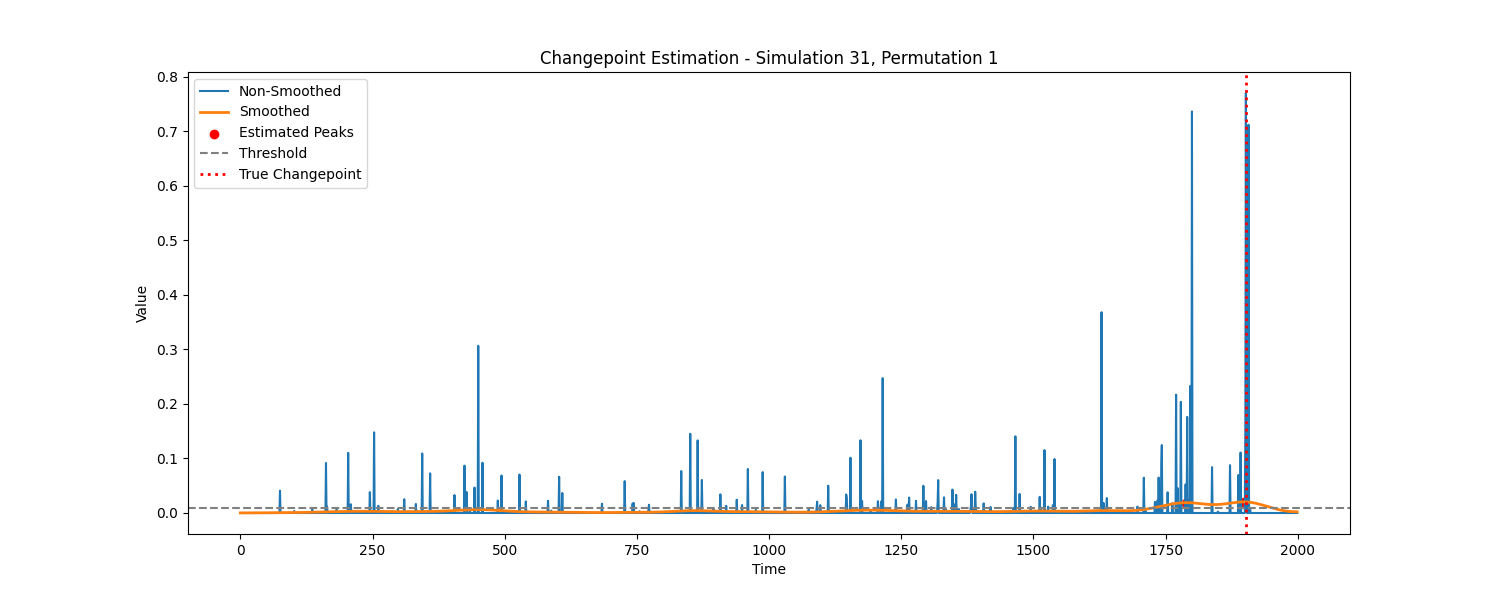 Changepoint Estimation - Simulation 31, Permutation 1
Non-Smoothed
Smoothed
Estimated Peaks
Threshold
True Changepoint
Value
0.8
0.7
0.6
0.5
0.4
0.3
0.2
0.1
0.0
0
250
500
750
1000
1250
1500
1750
2000
Time